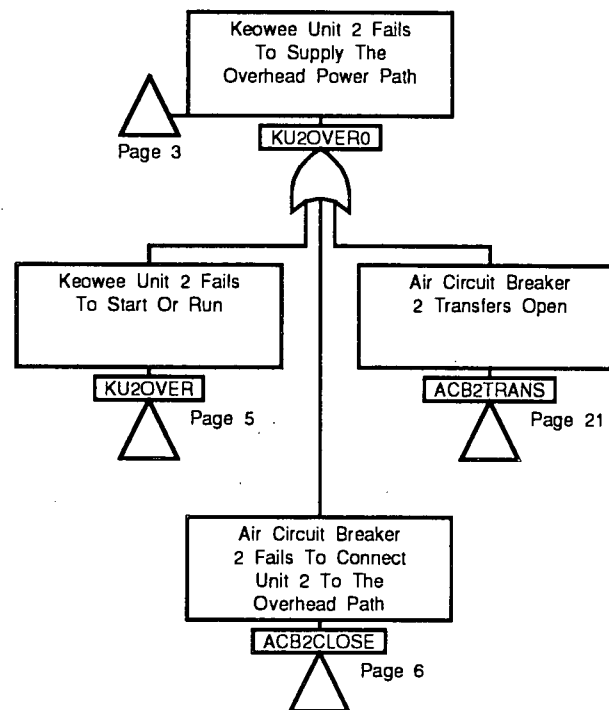 Keowee Unit 2 Fails
To Supply The
Overhead Power Path
Page 3
KU2OVER0
Keowee Unit 2 Fails
To Start Or Run
KU2OVER
Page 5
Air Circuit Breaker
2 Transfers Open
ACB2TRANS
Page 21
Air Circuit Breaker
2 Fails To Connect
Unit 2 To The
Overhead Path
ACB2CLOSE
Page 6